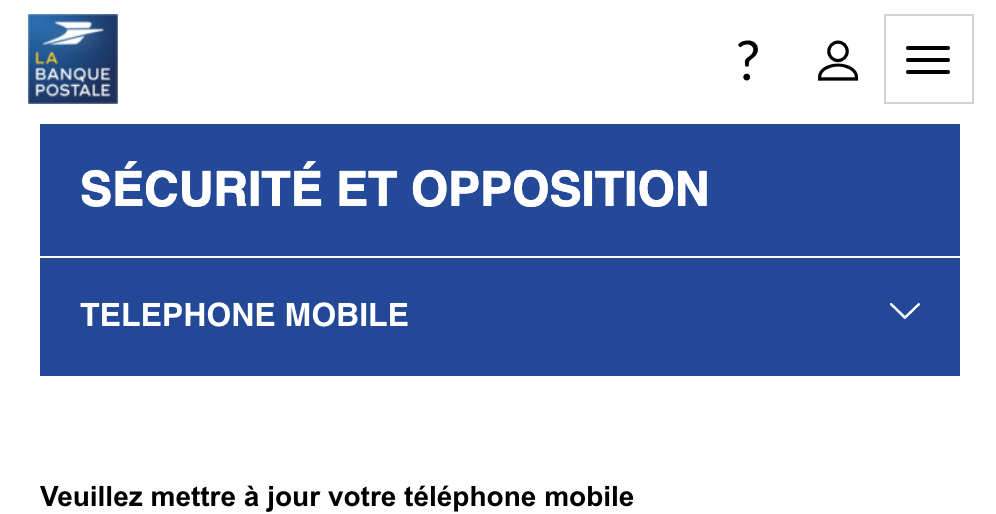 LA
BANQUE
POSTALE
?
SÉCURITÉ ET OPPOSITION
TELEPHONE MOBILE
Veuillez mettre à jour votre téléphone mobile